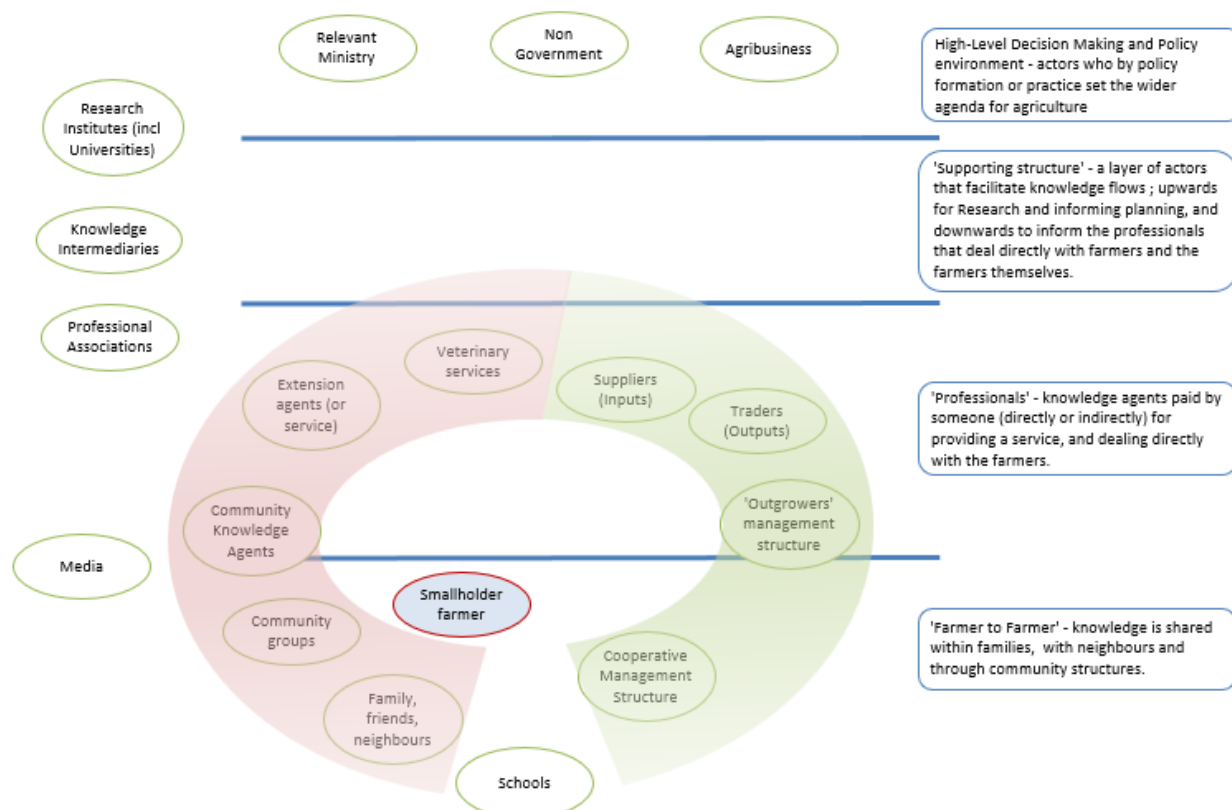 Relevant
Ministry
Non
Government
Agribusiness
High-Level Decision Making and Policy
environment - actors who by policy
formation or practice set the wider
agenda for agriculture
Research
Institutes (incl
Universities)
'Supporting structure' - a layer of actors
that facilitate knowledge flows ; upwards
for Research and informing planning, and
downwards to inform the professionals
that deal directly with farmers and the
farmers themselves.
Knowledge
Intermediaries
Professional
Associations
Veterinary
services
Suppliers
(Inputs)
Extension
agents (or
service)
Traders
(Outputs)
'Professionals' - knowledge agents paid by
someone (directly or indirectly) for
providing a service, and dealing directly
with the farmers.
Community
Knowledge
Agents
'Outgrowers'
management
structure
Media
Smallholder
farmer
Community
groups
'Farmer to Farmer' - knowledge is shared
within families,  with neighbours and
through community structures.
Cooperative
Management
Structure
Family,
friends,
neighbours
Schools